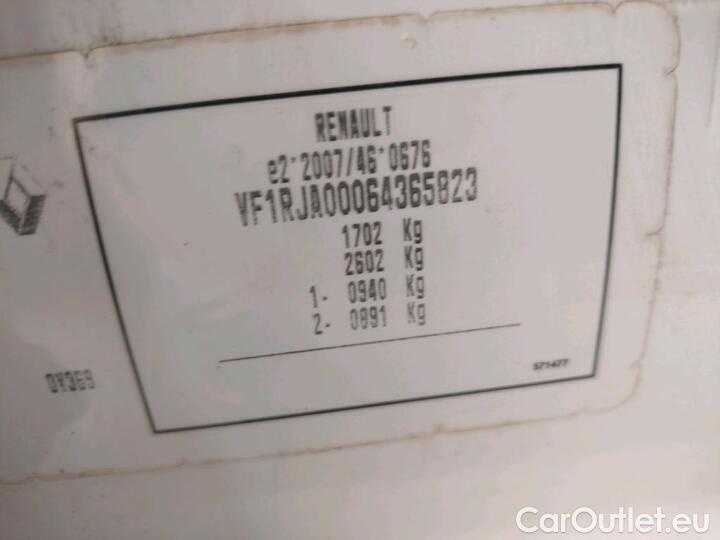 RENAULT
e2*2007/46*0676
VF1RJA00064365823
1702 Kg
2602 Kg
1- 0940 Kg
2- 0891 Kg
571477
0Y369
CarOutlet.eu